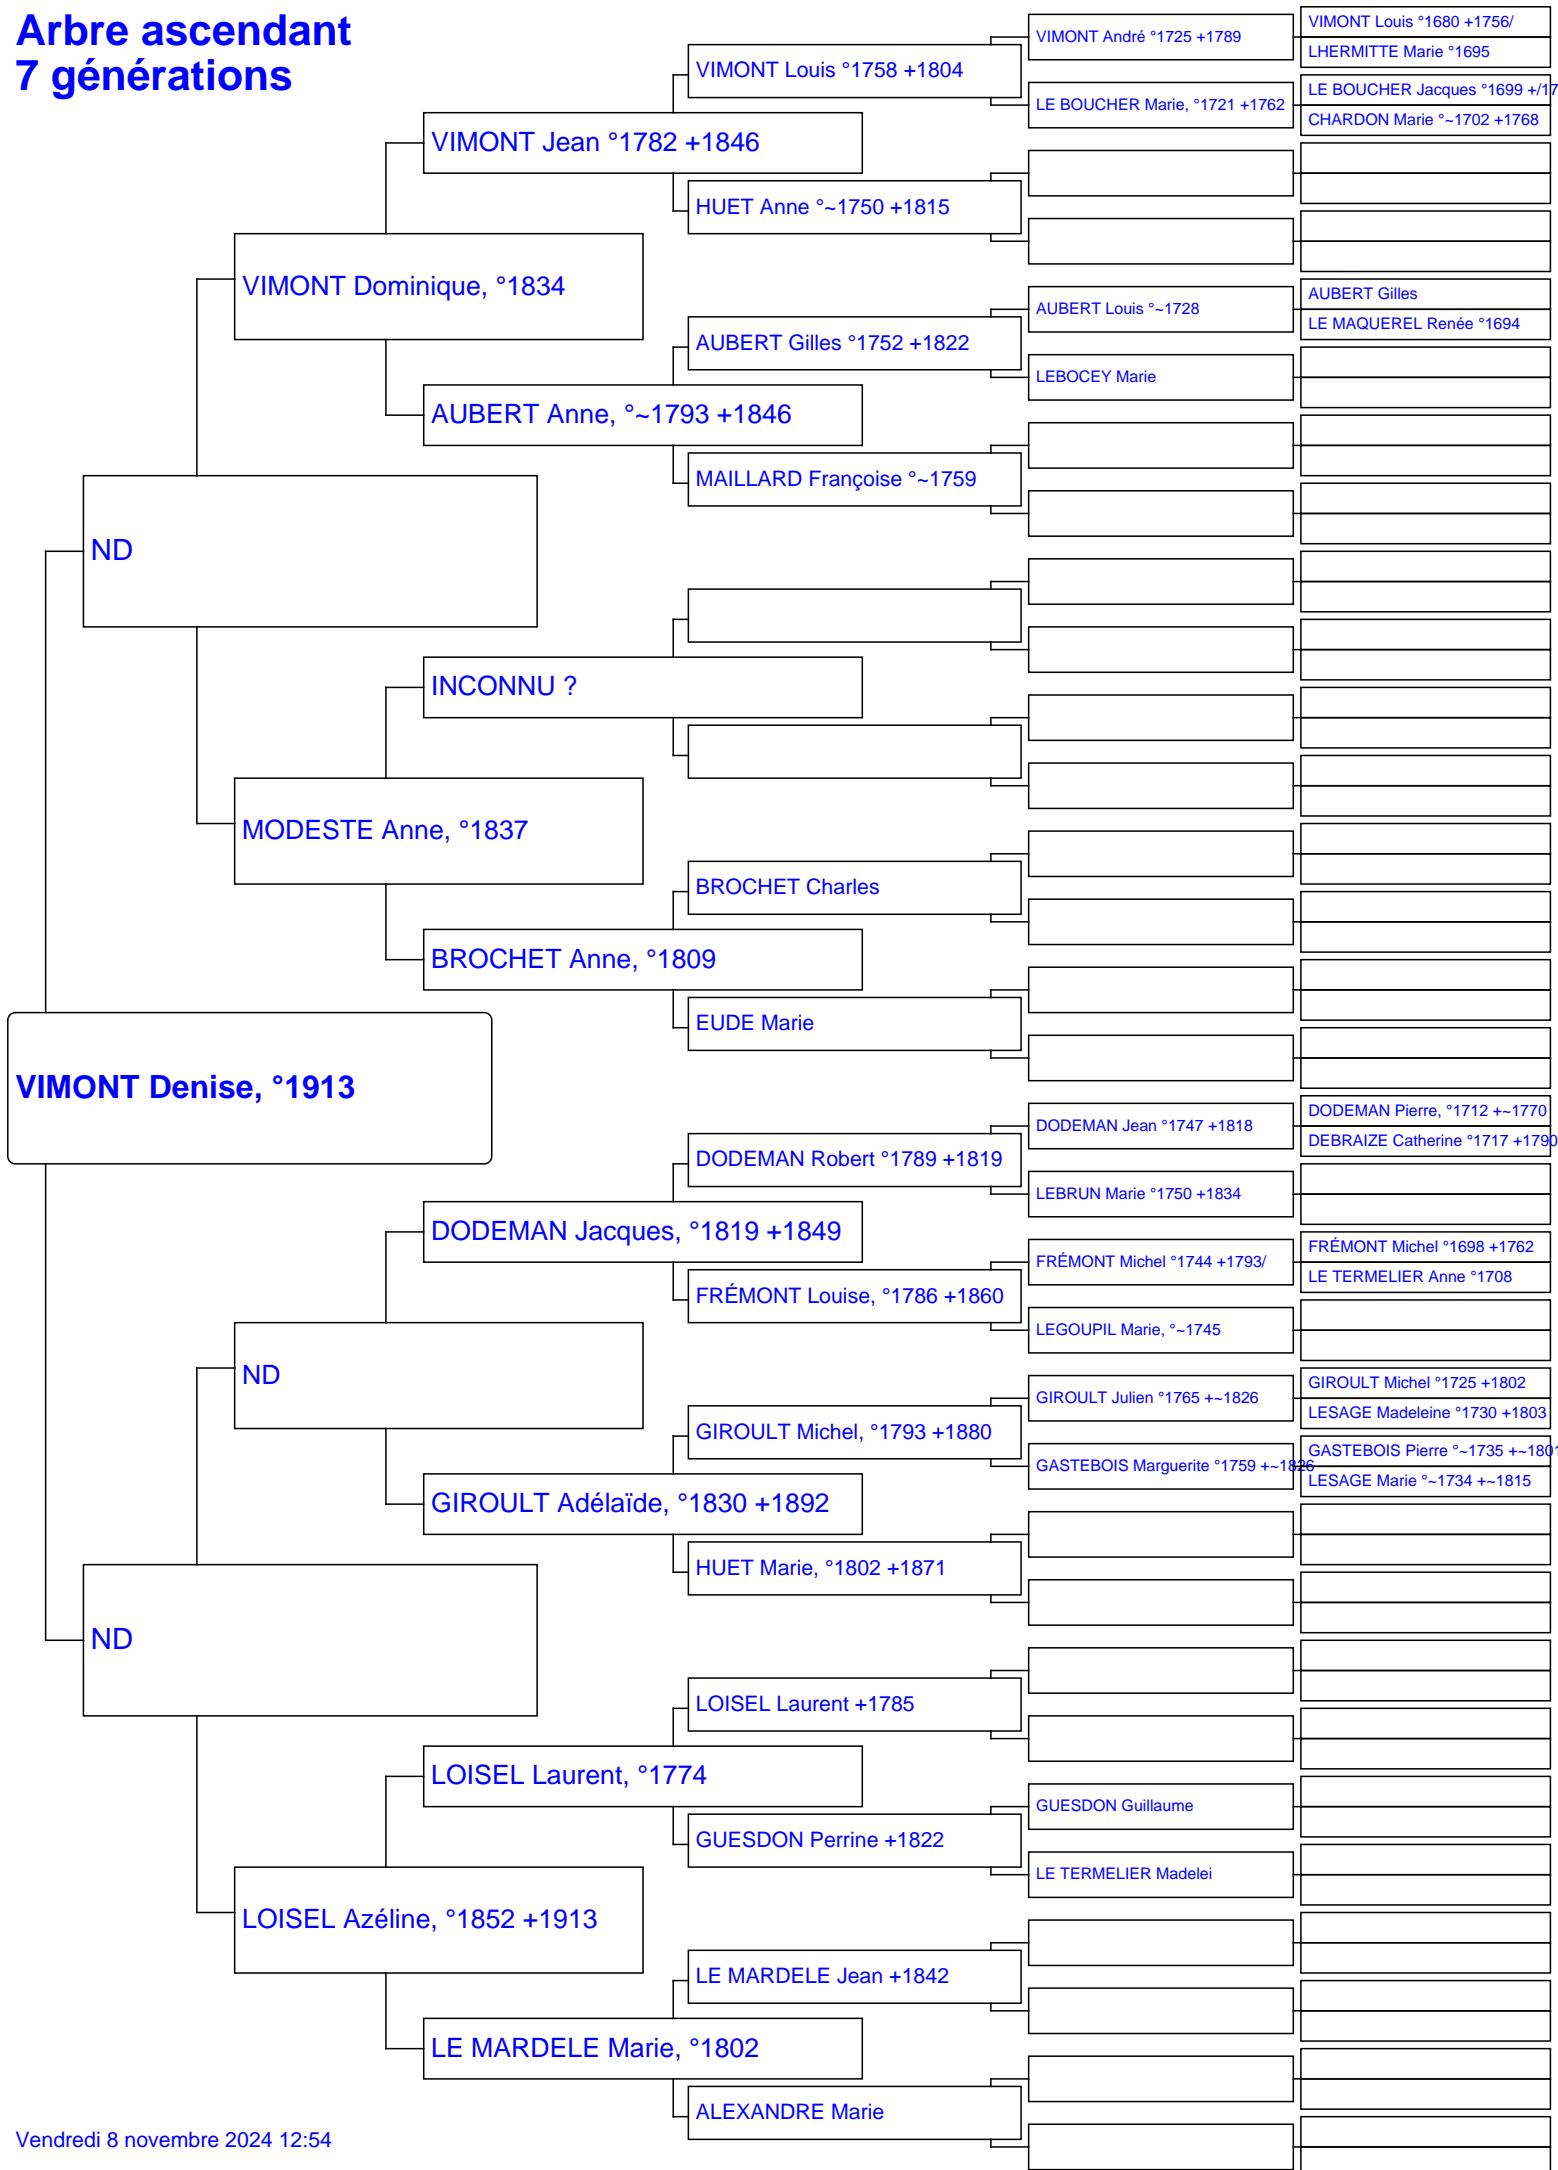 Arbre ascendant
7 générations
VIMONT Denise, °1913
ND
ND
VIMONT Dominique, °1834
MODESTE Anne, °1837
ND
LOISEL Azéline, °1852 +1913
VIMONT Jean °1782 +1846
AUBERT Anne, °~1793 +1846
INCONNU ?
BROCHET Anne, °1809
DODEMAN Jacques, °1819 +1849
GIROULT Adélaïde, °1830 +1892
LOISEL Laurent, °1774
LE MARDELE Marie, °1802
VIMONT Louis °1758 +1804
HUET Anne °~1750 +1815
AUBERT Gilles °1752 +1822
MAILLARD Françoise °~1759
BROCHET Charles
EUDE Marie
DODEMAN Robert °1789 +1819
FRÉMONT Louise, °1786 +1860
GIROULT Michel, °1793 +1880
HUET Marie, °1802 +1871
LOISEL Laurent +1785
GUESDON Perrine +1822
LE MARDELE Jean +1842
ALEXANDRE Marie
VIMONT André °1725 +1789
LE BOUCHER Marie, °1721 +1762
AUBERT Louis °~1728
LEBOCEY Marie
DODEMAN Jean °1747 +1818
LEBRUN Marie °1750 +1834
FRÉMONT Michel °1744 +1793/
LEGOUPIL Marie, °~1745
GIROULT Julien °1765 +~1826
GASTEBOIS Marguerite °1759 +~1826
GUESDON Guillaume
LE TERMELIER Madelei
VIMONT Louis °1680 +1756/
LHERMITTE Marie °1695
LE BOUCHER Jacques °1699 +/17
CHARDON Marie °~1702 +1768
AUBERT Gilles
LE MAQUEREL Renée °1694
DODEMAN Pierre, °1712 +~1770
DEBRAIZE Catherine °1717 +1790
FRÉMONT Michel °1698 +1762
LE TERMELIER Anne °1708
GIROULT Michel °1725 +1802
LESAGE Madeleine °1730 +1803
GASTEBOIS Pierre °~1735 +~1801
LESAGE Marie °~1734 +~1815
Vendredi 8 novembre 2024 12:54